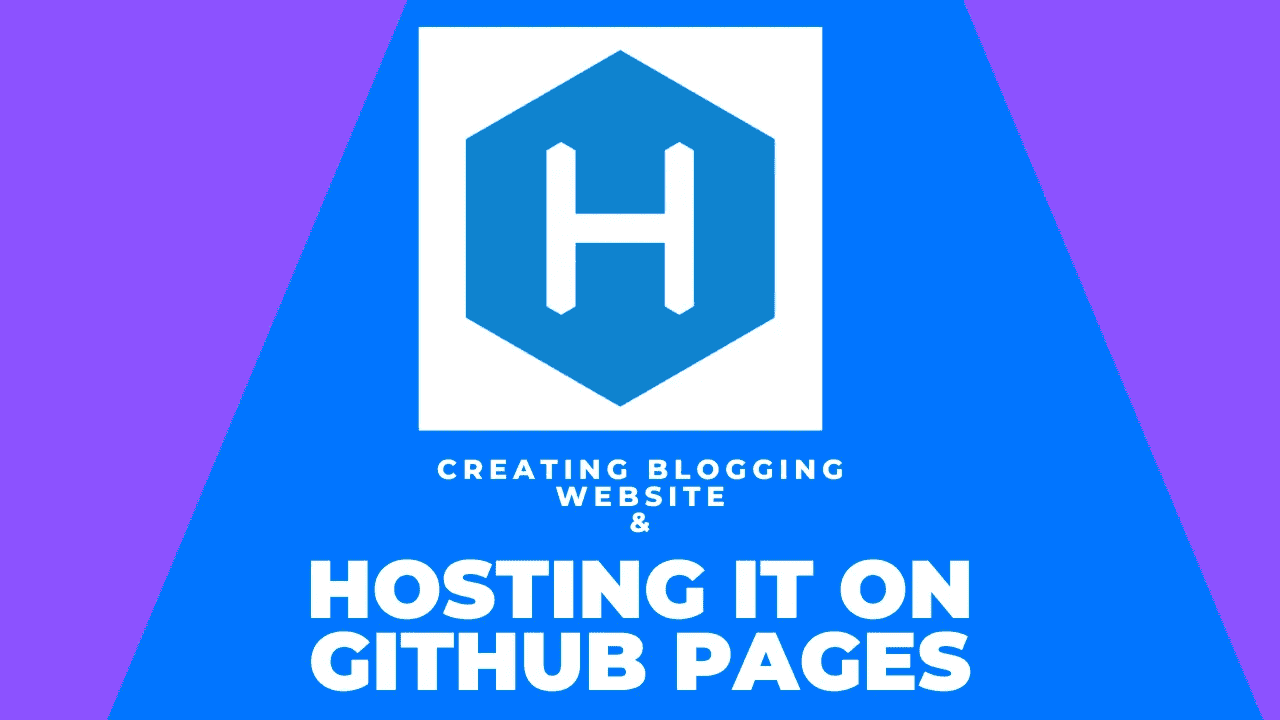 H
CREATING BLOGGING
WEBSITE
&
HOSTING IT ON
GITHUB PAGES